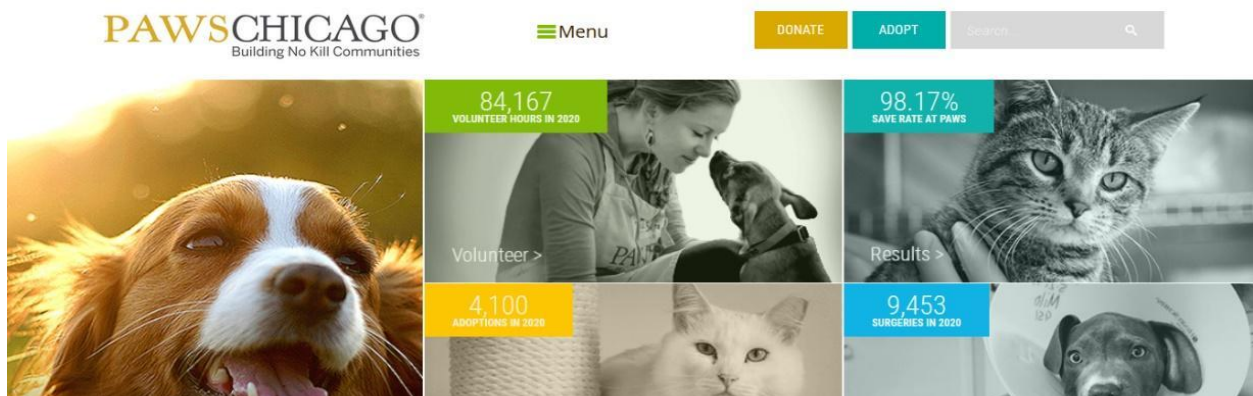 PAWSCHICAGO®
Building No Kill Communities
Menu
DONATE
ADOPT
Search...
84,167
VOLUNTEER HOURS IN 2020
Volunteer >
98.17%
SAVE RATE AT PAWS
Results >
4,100
ADOPTIONS IN 2020
9,453
SURGERIES IN 2020